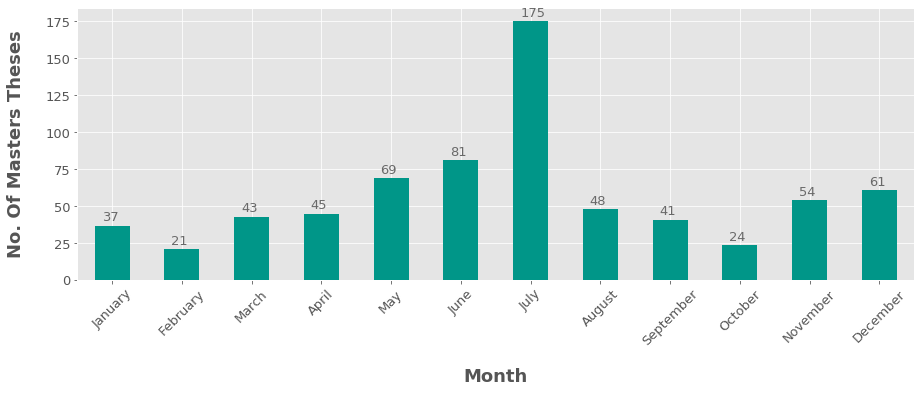 No. Of Masters Theses
175
150
125
100
75
50
25
0
37
21
43
45
69
81
175
48
41
24
54
61
January
February
March
April
May
June
July
August
September
October
November
December
Month